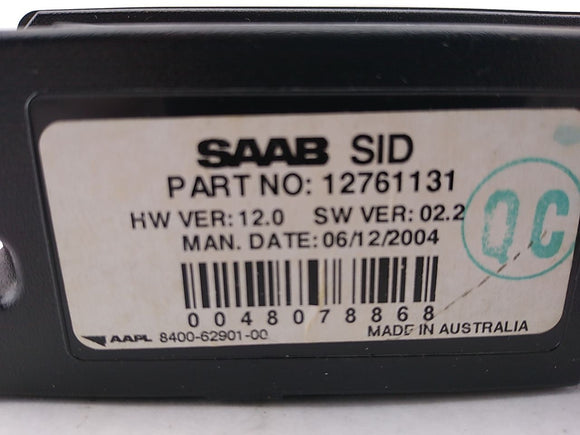 SAAB SID
PART NO: 12761131
HW VER: 12.0 SW VER: 02.2
MAN. DATE: 06/12/2004
QC
0048078868
AAPL 8400-62901-00 MADE IN AUSTRALIA